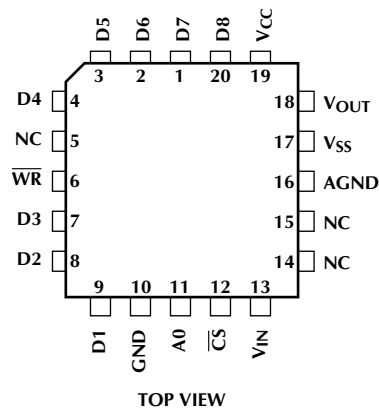 D5 D6 D7 D8 VCC
3 2 1 20 19
D4 4 18 VOUT
NC 5 17 VSS
W̅R̅ 6 16 AGND
D3 7 15 NC
D2 8 14 NC
9 10 11 12 13
D1 GND A0 C̅S̅ VIN
TOP VIEW